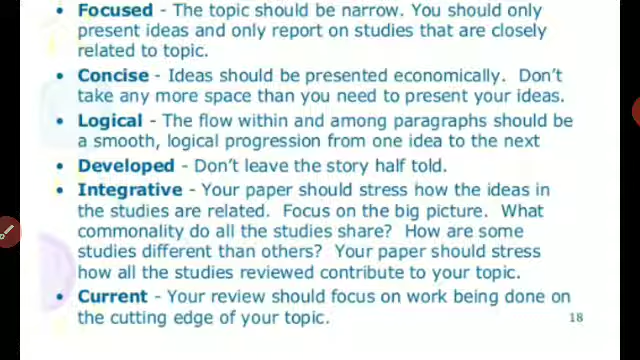 • Focused - The topic should be narrow. You should only
present ideas and only report on studies that are closely
related to topic.
• Concise - Ideas should be presented economically. Don't
take any more space than you need to present your ideas.
• Logical - The flow within and among paragraphs should be
a smooth, logical progression from one idea to the next
• Developed - Don't leave the story half told.
• Integrative - Your paper should stress how the ideas in
the studies are related. Focus on the big picture. What
commonality do all the studies share? How are some
studies different than others? Your paper should stress
how all the studies reviewed contribute to your topic.
• Current - Your review should focus on work being done on
the cutting edge of your topic.
18